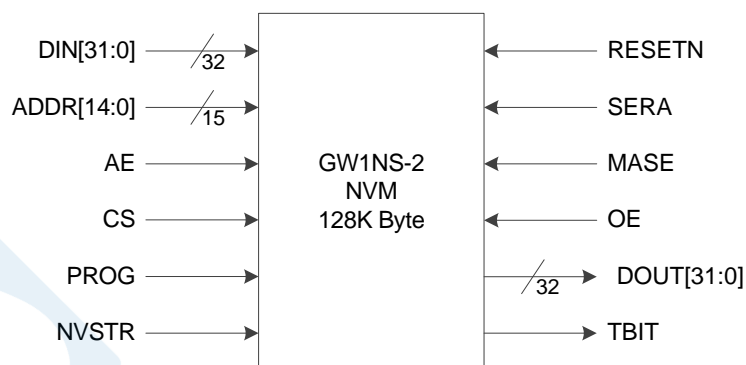 DIN[31:0]
32
ADDR[14:0]
15
AE
CS
PROG
NVSTR
GW1NS-2
NVM
128K Byte
RESETN
SERA
MASE
OE
32
DOUT[31:0]
TBIT